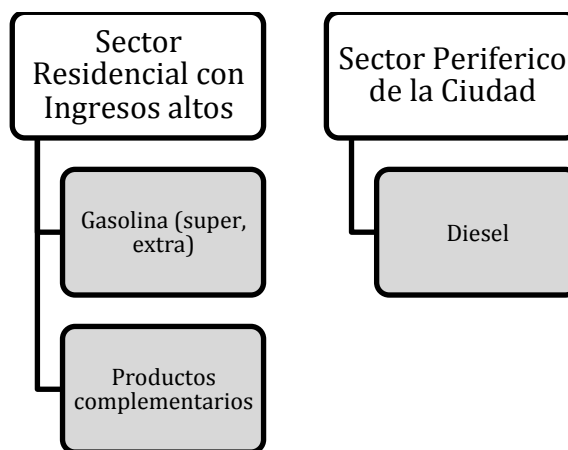 Sector
Residencial con
Ingresos altos
Gasolina (super,
extra)
Productos
complementarios
Sector Periferico
de la Ciudad
Diesel